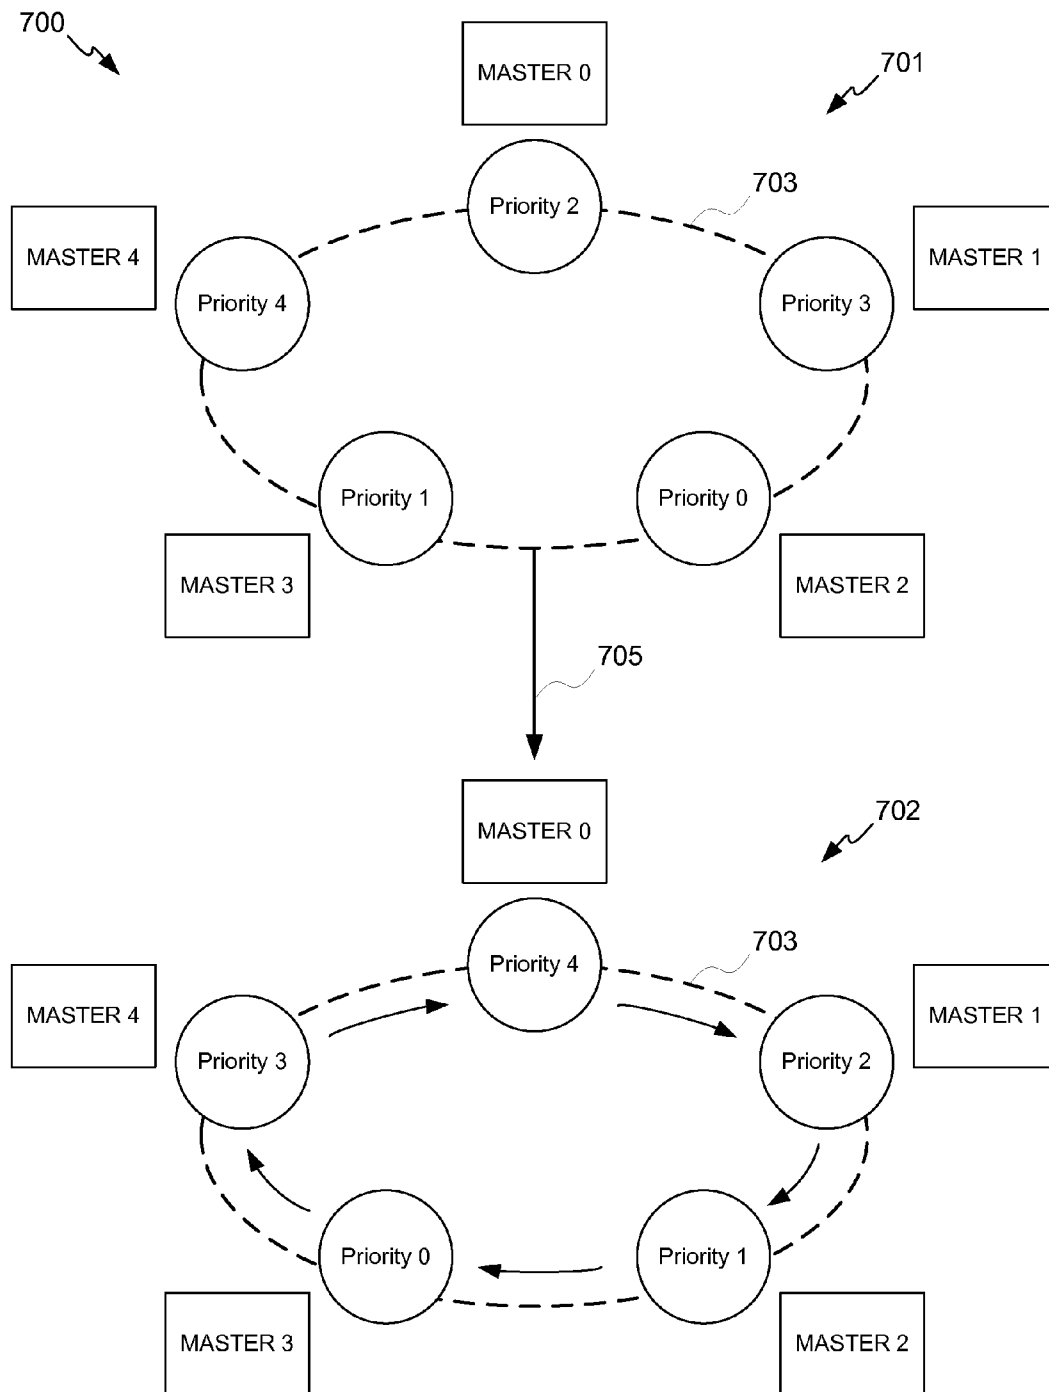 700
MASTER 0
701
Priority 2
703
MASTER 4
Priority 4
Priority 3
MASTER 1
Priority 1
Priority 0
MASTER 3
MASTER 2
705
MASTER 0
702
Priority 4
703
MASTER 4
Priority 3
Priority 2
MASTER 1
Priority 0
Priority 1
MASTER 3
MASTER 2